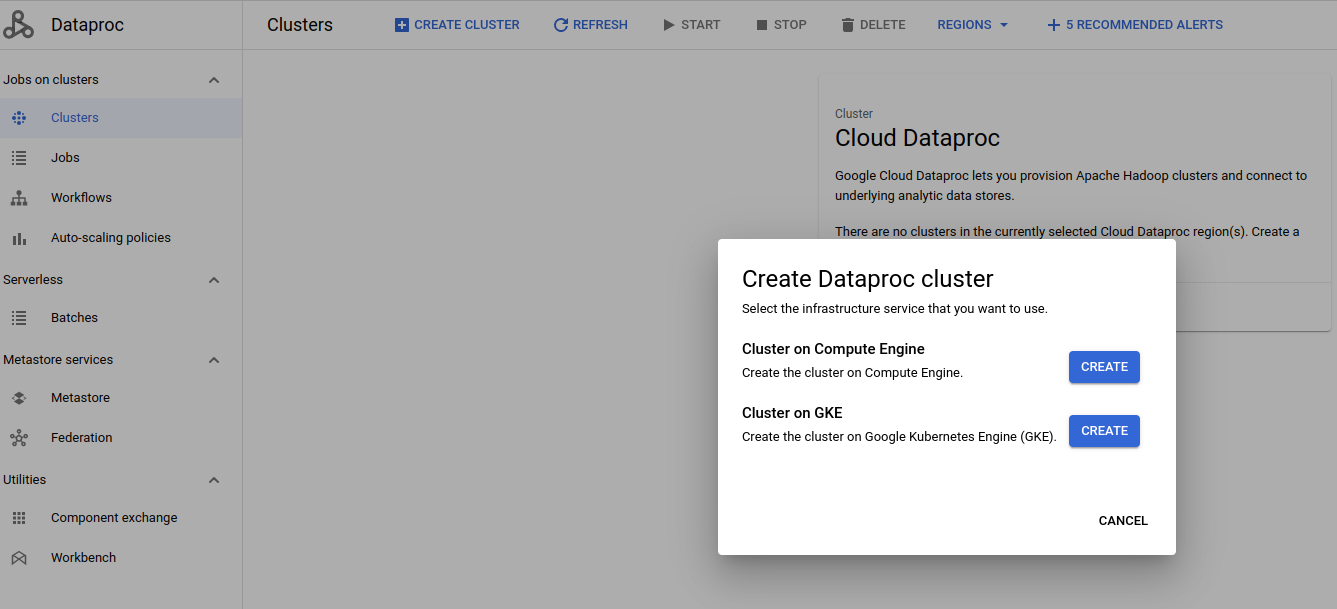 Dataproc
Clusters
CREATE CLUSTER
REFRESH
START
STOP
DELETE
REGIONS
5 RECOMMENDED ALERTS
Jobs on clusters
Clusters
Jobs
Workflows
Auto-scaling policies
Serverless
Batches
Metastore services
Metastore
Federation
Utilities
Component exchange
Workbench
Cluster
Cloud Dataproc
Google Cloud Dataproc lets you provision Apache Hadoop clusters and connect to
underlying analytic data stores.
There are no clusters in the currently selected Cloud Dataproc region(s). Create a
Create Dataproc cluster
Select the infrastructure service that you want to use.
Cluster on Compute Engine
Create the cluster on Compute Engine.
CREATE
Cluster on GKE
Create the cluster on Google Kubernetes Engine (GKE).
CREATE
CANCEL